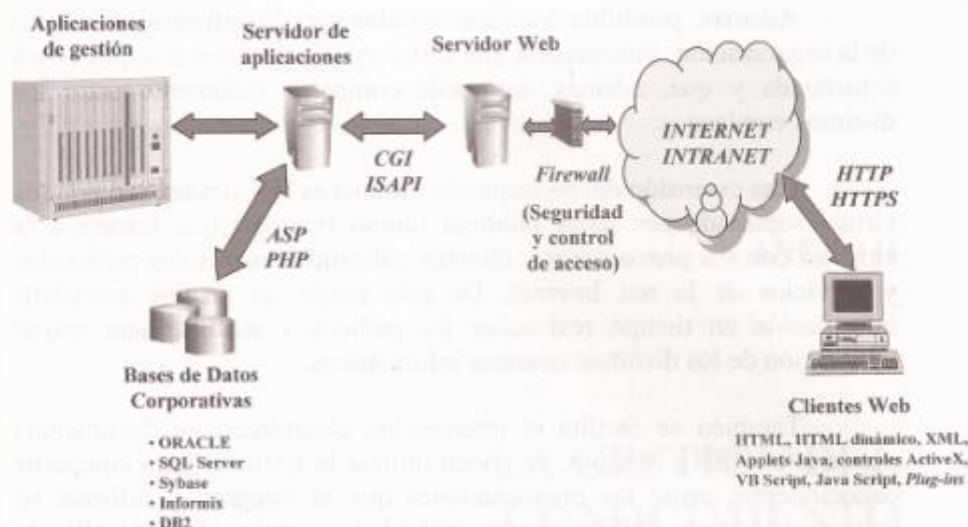 Aplicaciones
de gestión
Servidor de
aplicaciones
Servidor Web
CGI
ISAPI
Firewall
(Seguridad
y control
de acceso)
INTERNET
INTRANET
HTTP
HTTPS
ASP
PHP
Bases de Datos
Corporativas
• ORACLE
• SQL Server
• Sybase
• Informix
• DB2
Clientes Web
HTML, HTML dinámico, XML,
Applets Java, controles ActiveX,
VB Script, Java Script, Plug-ins